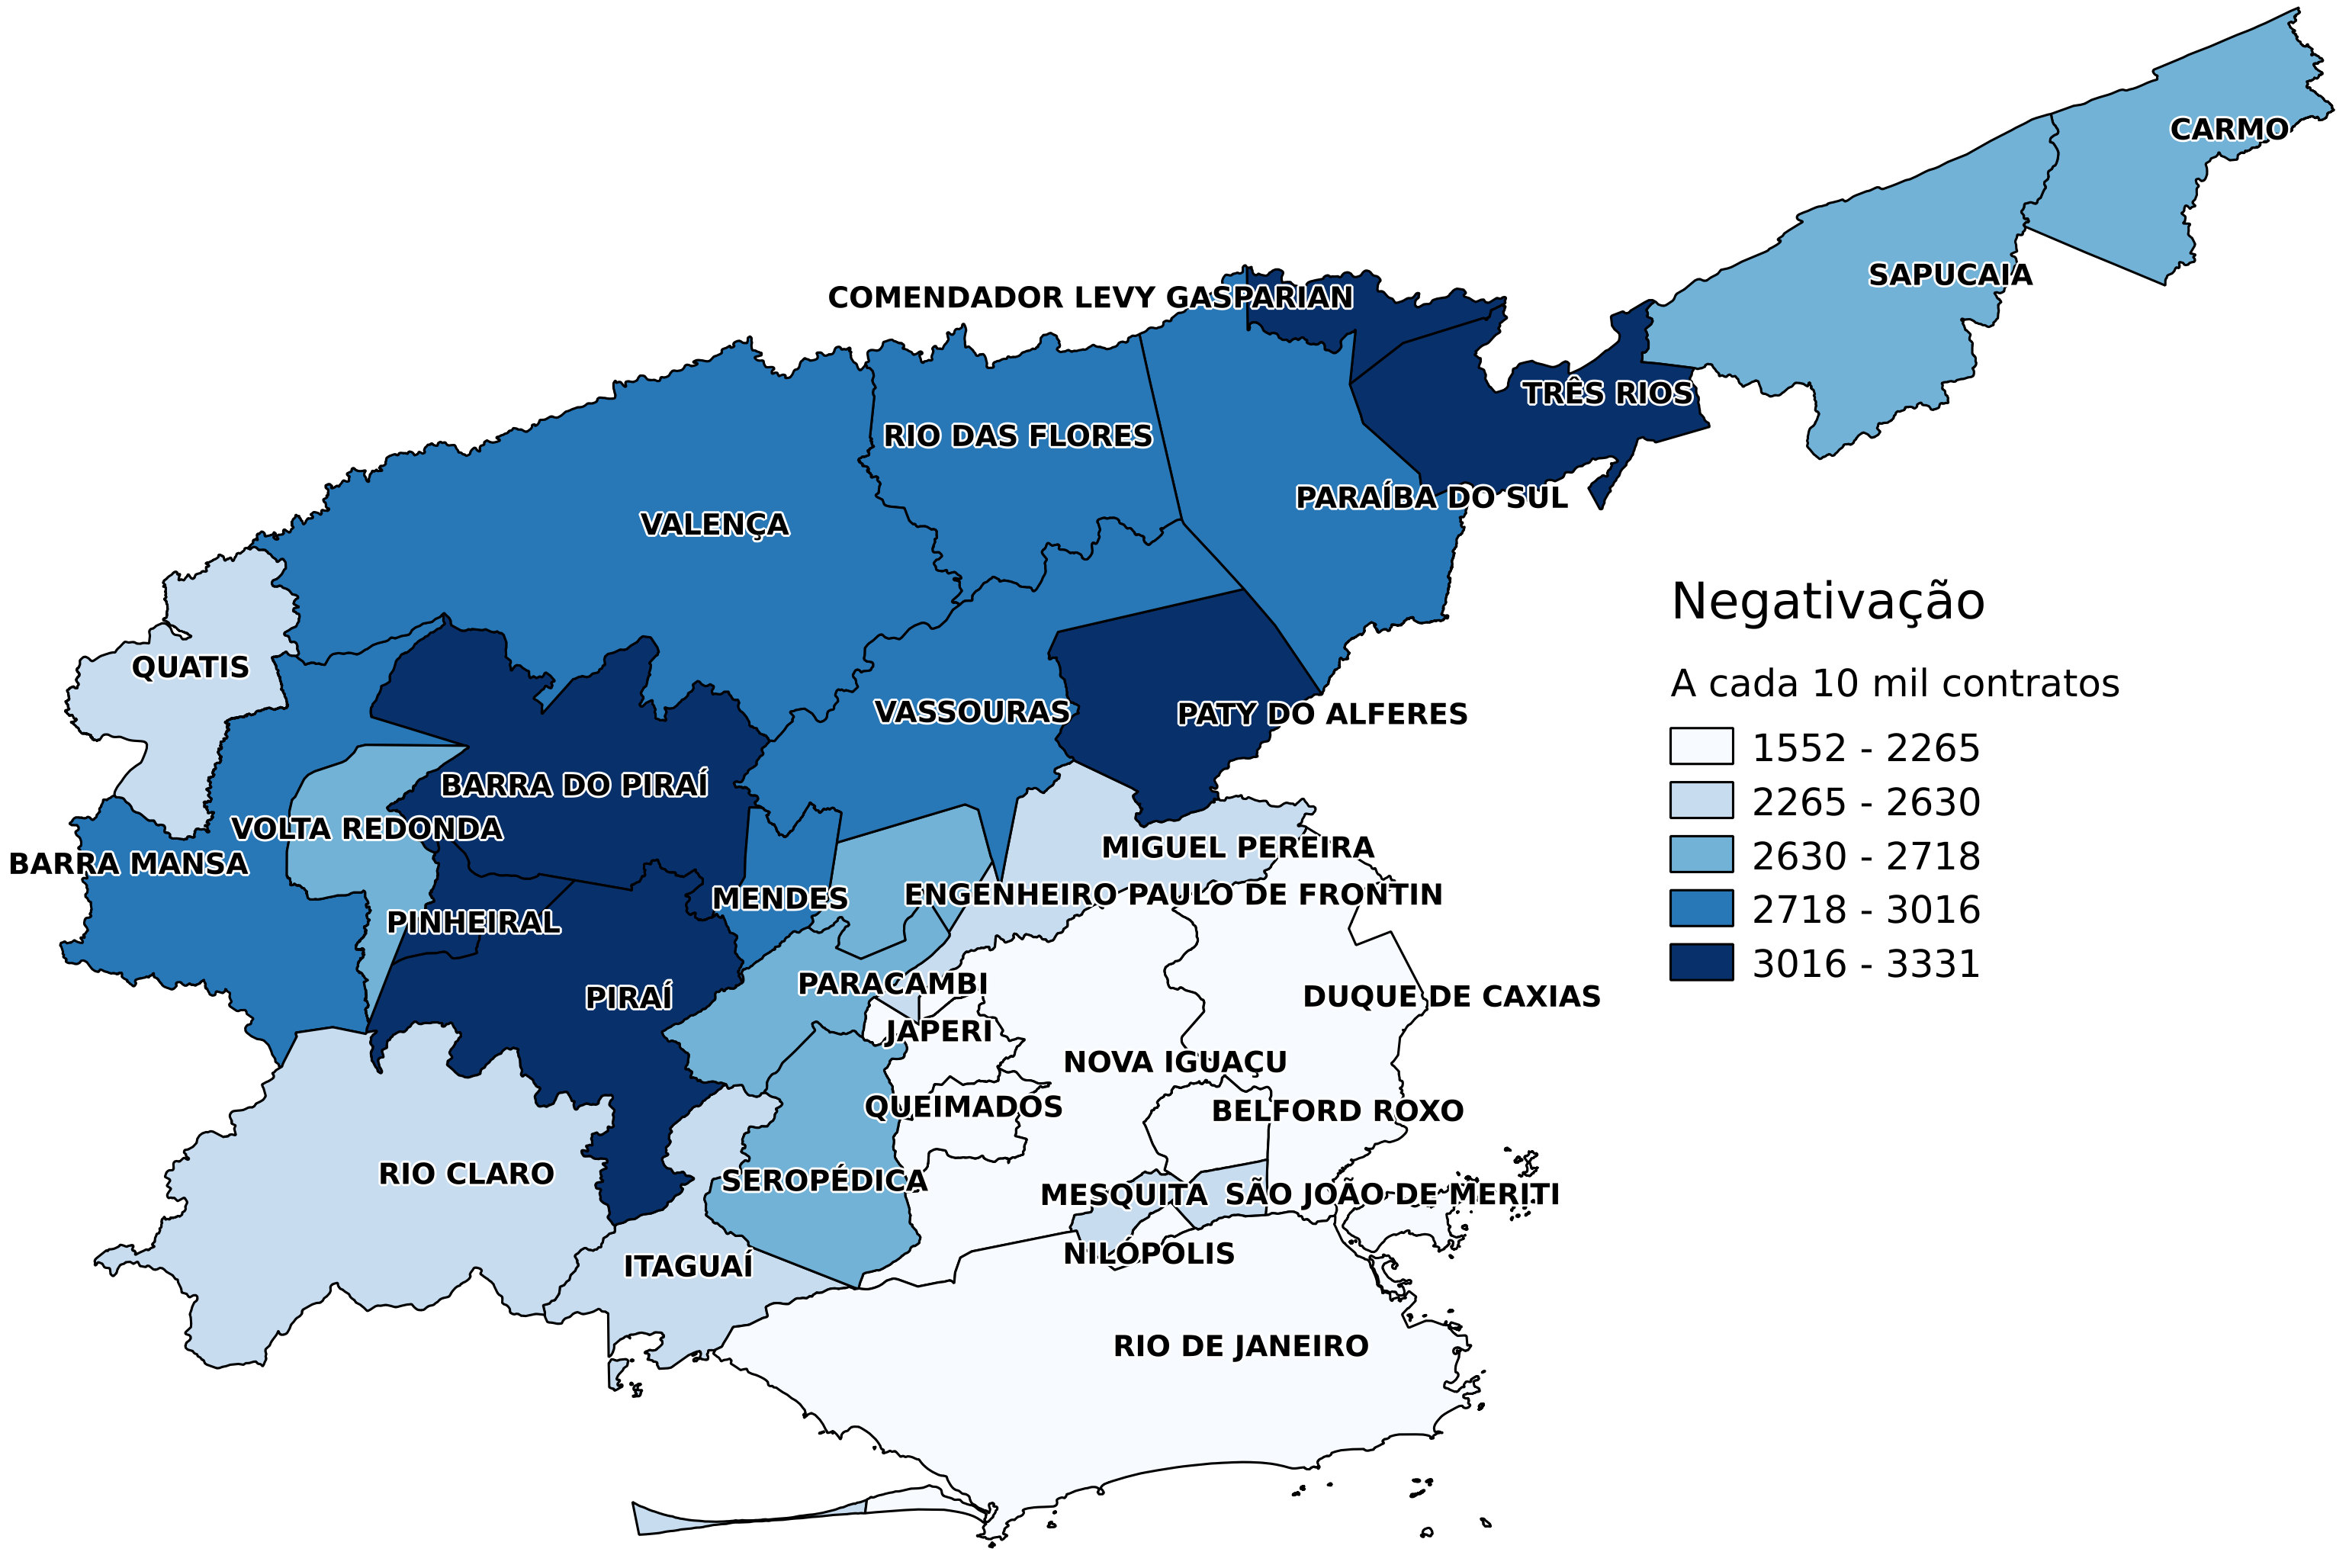 CARMO
SAPUCAIA
COMENDADOR LEVY GASPARIAN
TRÊS RIOS
RIO DAS FLORES
PARAÍBA DO SUL
VALENÇA
QUATIS
VASSOURAS
PATY DO ALFERES
BARRA DO PIRAÍ
VOLTA REDONDA
MIGUEL PEREIRA
BARRA MANSA
MENDES
ENGENHEIRO PAULO DE FRONTIN
PINHEIRAL
PARACAMBI
PIRAÍ
DUQUE DE CAXIAS
JAPERI
NOVA IGUAÇU
QUEIMADOS
BELFORD ROXO
RIO CLARO
SEROPÉDICA
MESQUITA
SÃO JOÃO DE MERITI
NILÓPOLIS
ITAGUAÍ
RIO DE JANEIRO
Negativação
A cada 10 mil contratos
1552 - 2265
2265 - 2630
2630 - 2718
2718 - 3016
3016 - 3331